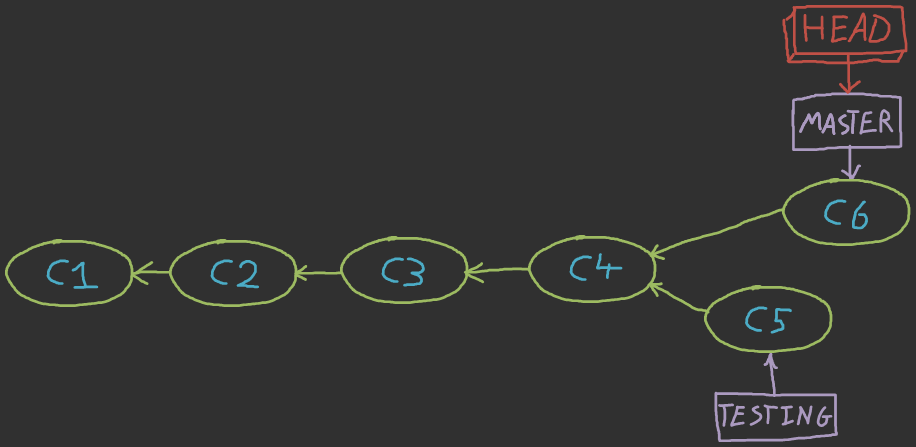 HEAD
MASTER
C6
C1
C2
C3
C4
C5
TESTING